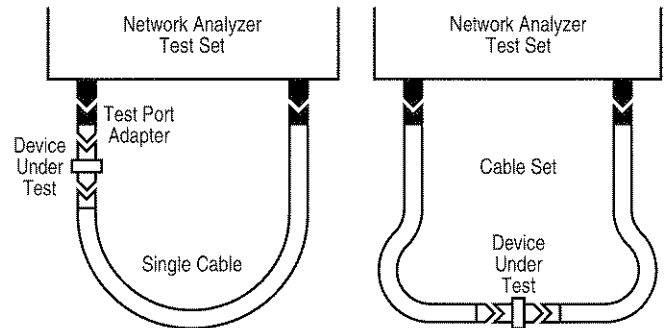 Network Analyzer
Test Set
Test Port
Adapter
Device
Under
Test
Single Cable
Network Analyzer
Test Set
Cable Set
Device
Under
Test